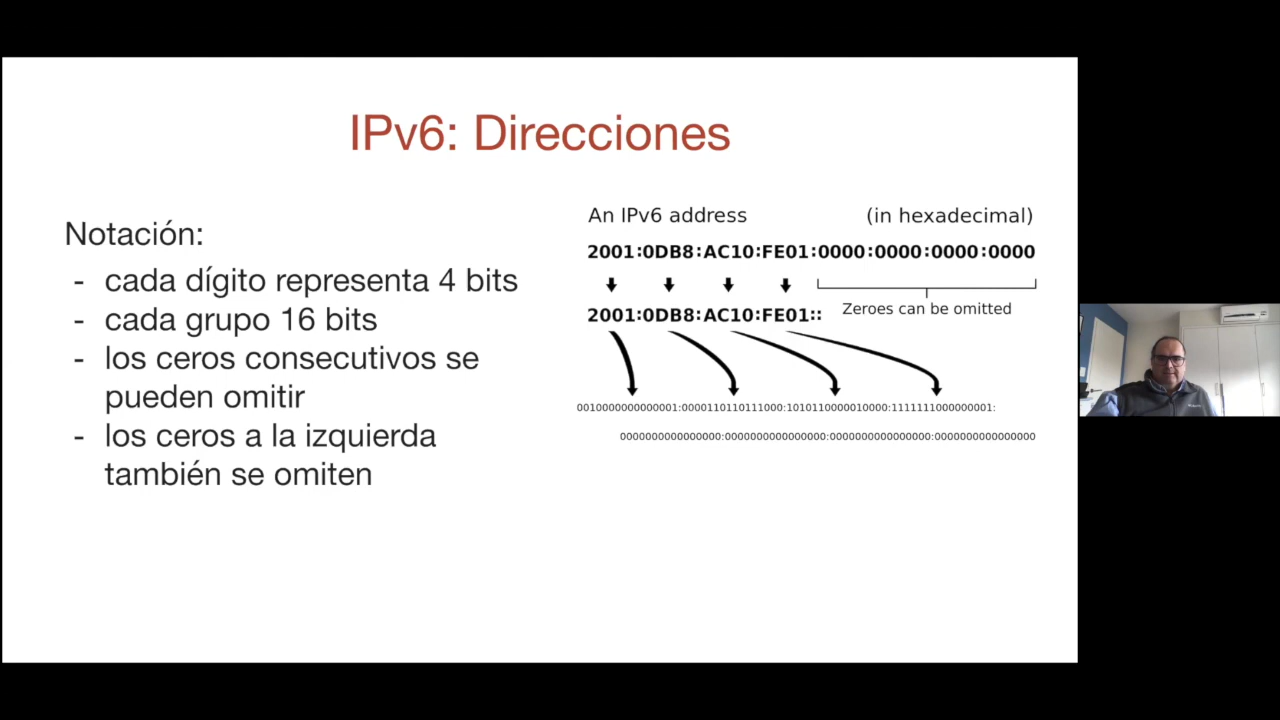 IPv6: Direcciones
Notación:
- cada dígito representa 4 bits
- cada grupo 16 bits
- los ceros consecutivos se
pueden omitir
- los ceros a la izquierda
también se omiten
An IPv6 address (in hexadecimal)
2001:0DB8:AC10:FE01:0000:0000:0000:0000
Zeroes can be omitted
2001:0DB8:AC10:FE01::
0010000000000001:0000110110111000:1010110000010000:1111111000000001:
0000000000000000:0000000000000000:0000000000000000:0000000000000000